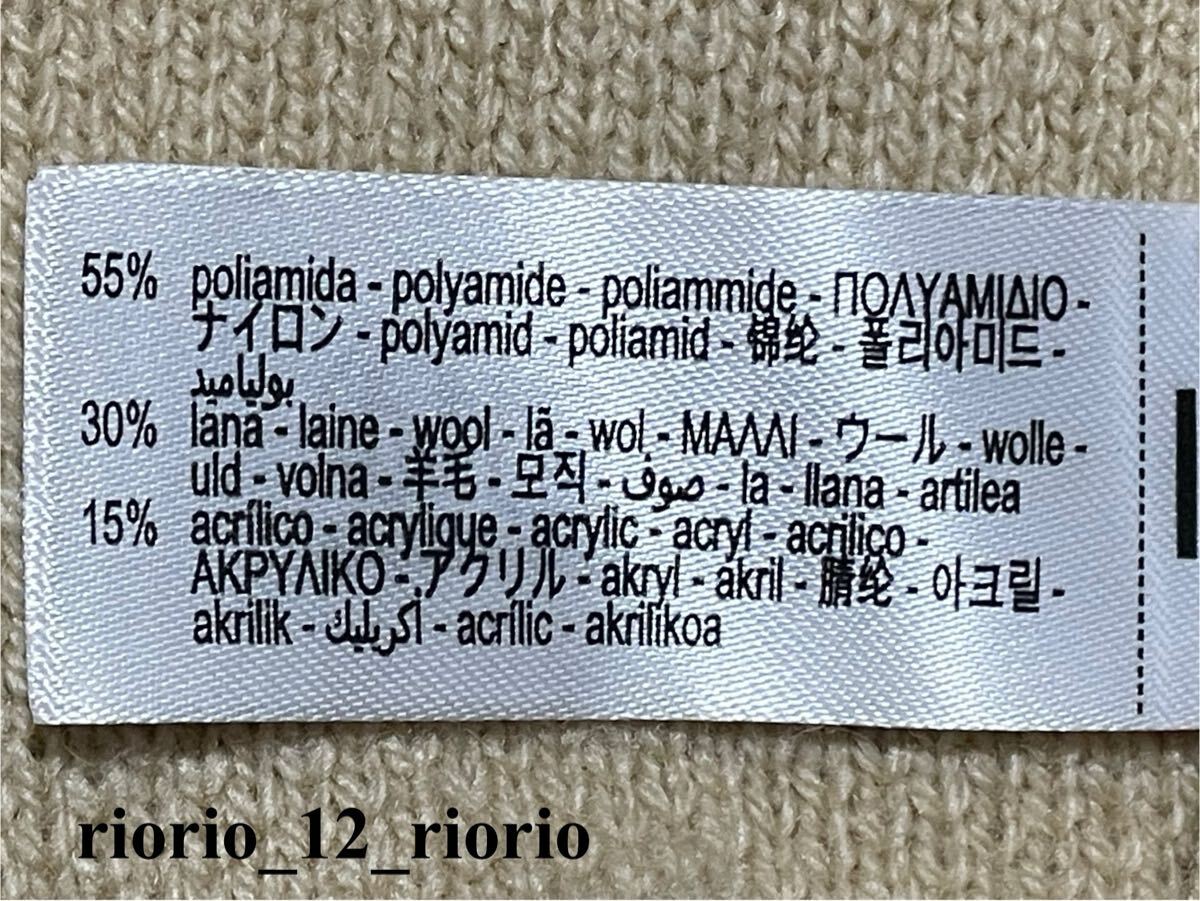 55% poliamida - polyamide - poliammide - ΠΟΛΥΑΜΙΔΙΟ -
ナイロン - polyamid - poliamid - 锦纶 - 폴리아미드 -
بولياميد
30% lana - laine - wool - lã - wol - ΜΑΛΛΙ - ウール - wolle -
uld - volna - 羊毛 - 모직 - صوف - la - llana - artilea
15% acrílico - acrylique - acrylic - acryl - acrilico -
ΑΚΡΥΛΙΚΟ - アクリル - akryl - akril - 腈纶 - 아크릴 -
akrilik - أكريليك - acrílic - akrilikoa
riorio_12_riorio